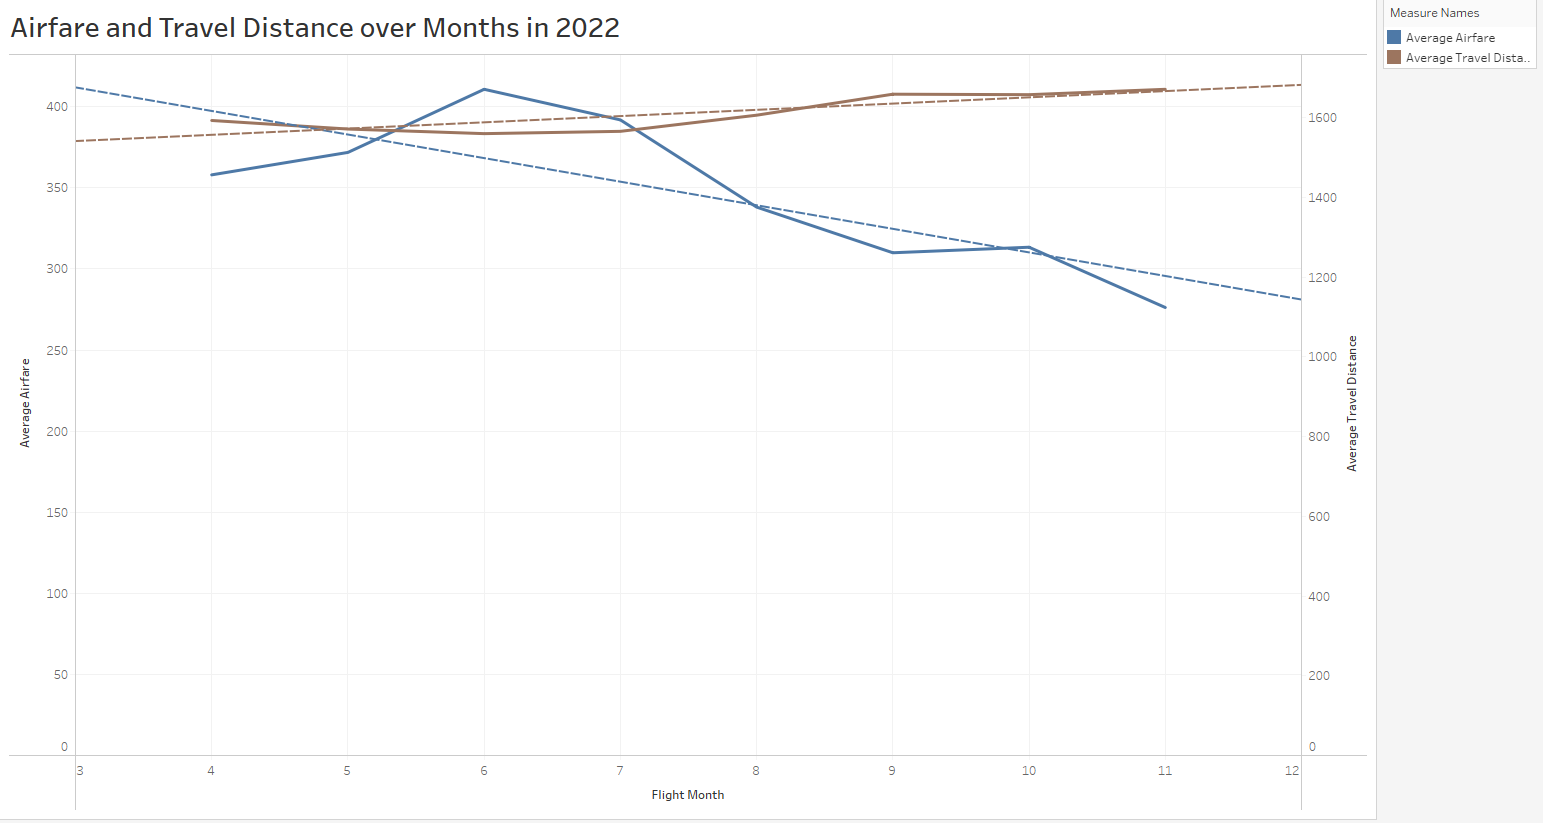 Airfare and Travel Distance over Months in 2022
Measure Names
Average Airfare
Average Travel Dista..
400
350
300
250
200
150
100
50
0
Average Airfare
1600
1400
1200
1000
800
600
400
200
0
Average Travel Distance
3 4 5 6 7 8 9 10 11 12
Flight Month